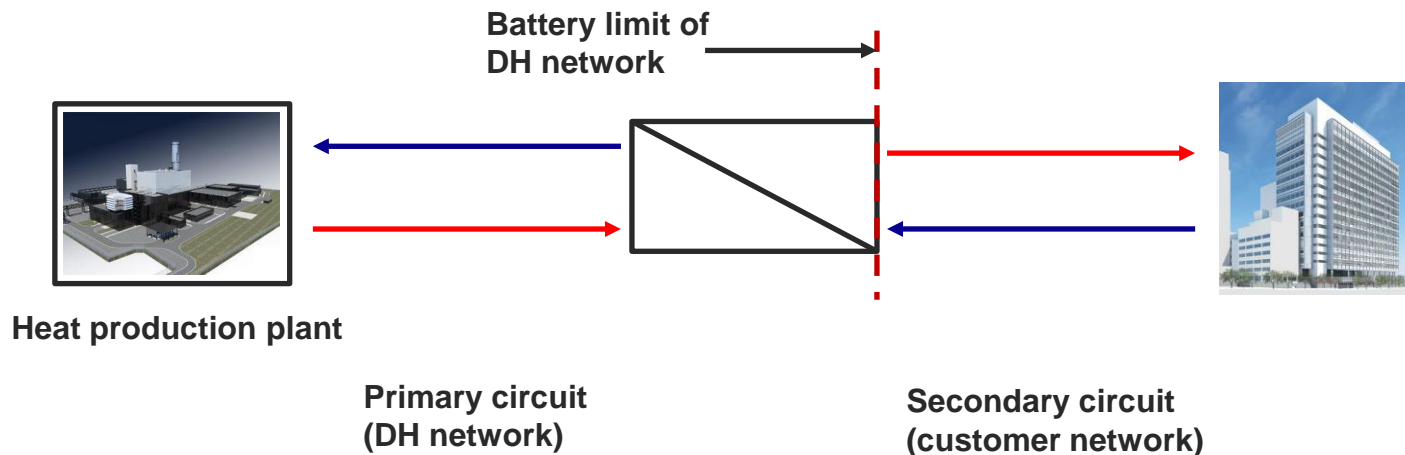 Battery limit of
DH network
Heat production plant
Primary circuit
(DH network)
Secondary circuit
(customer network)